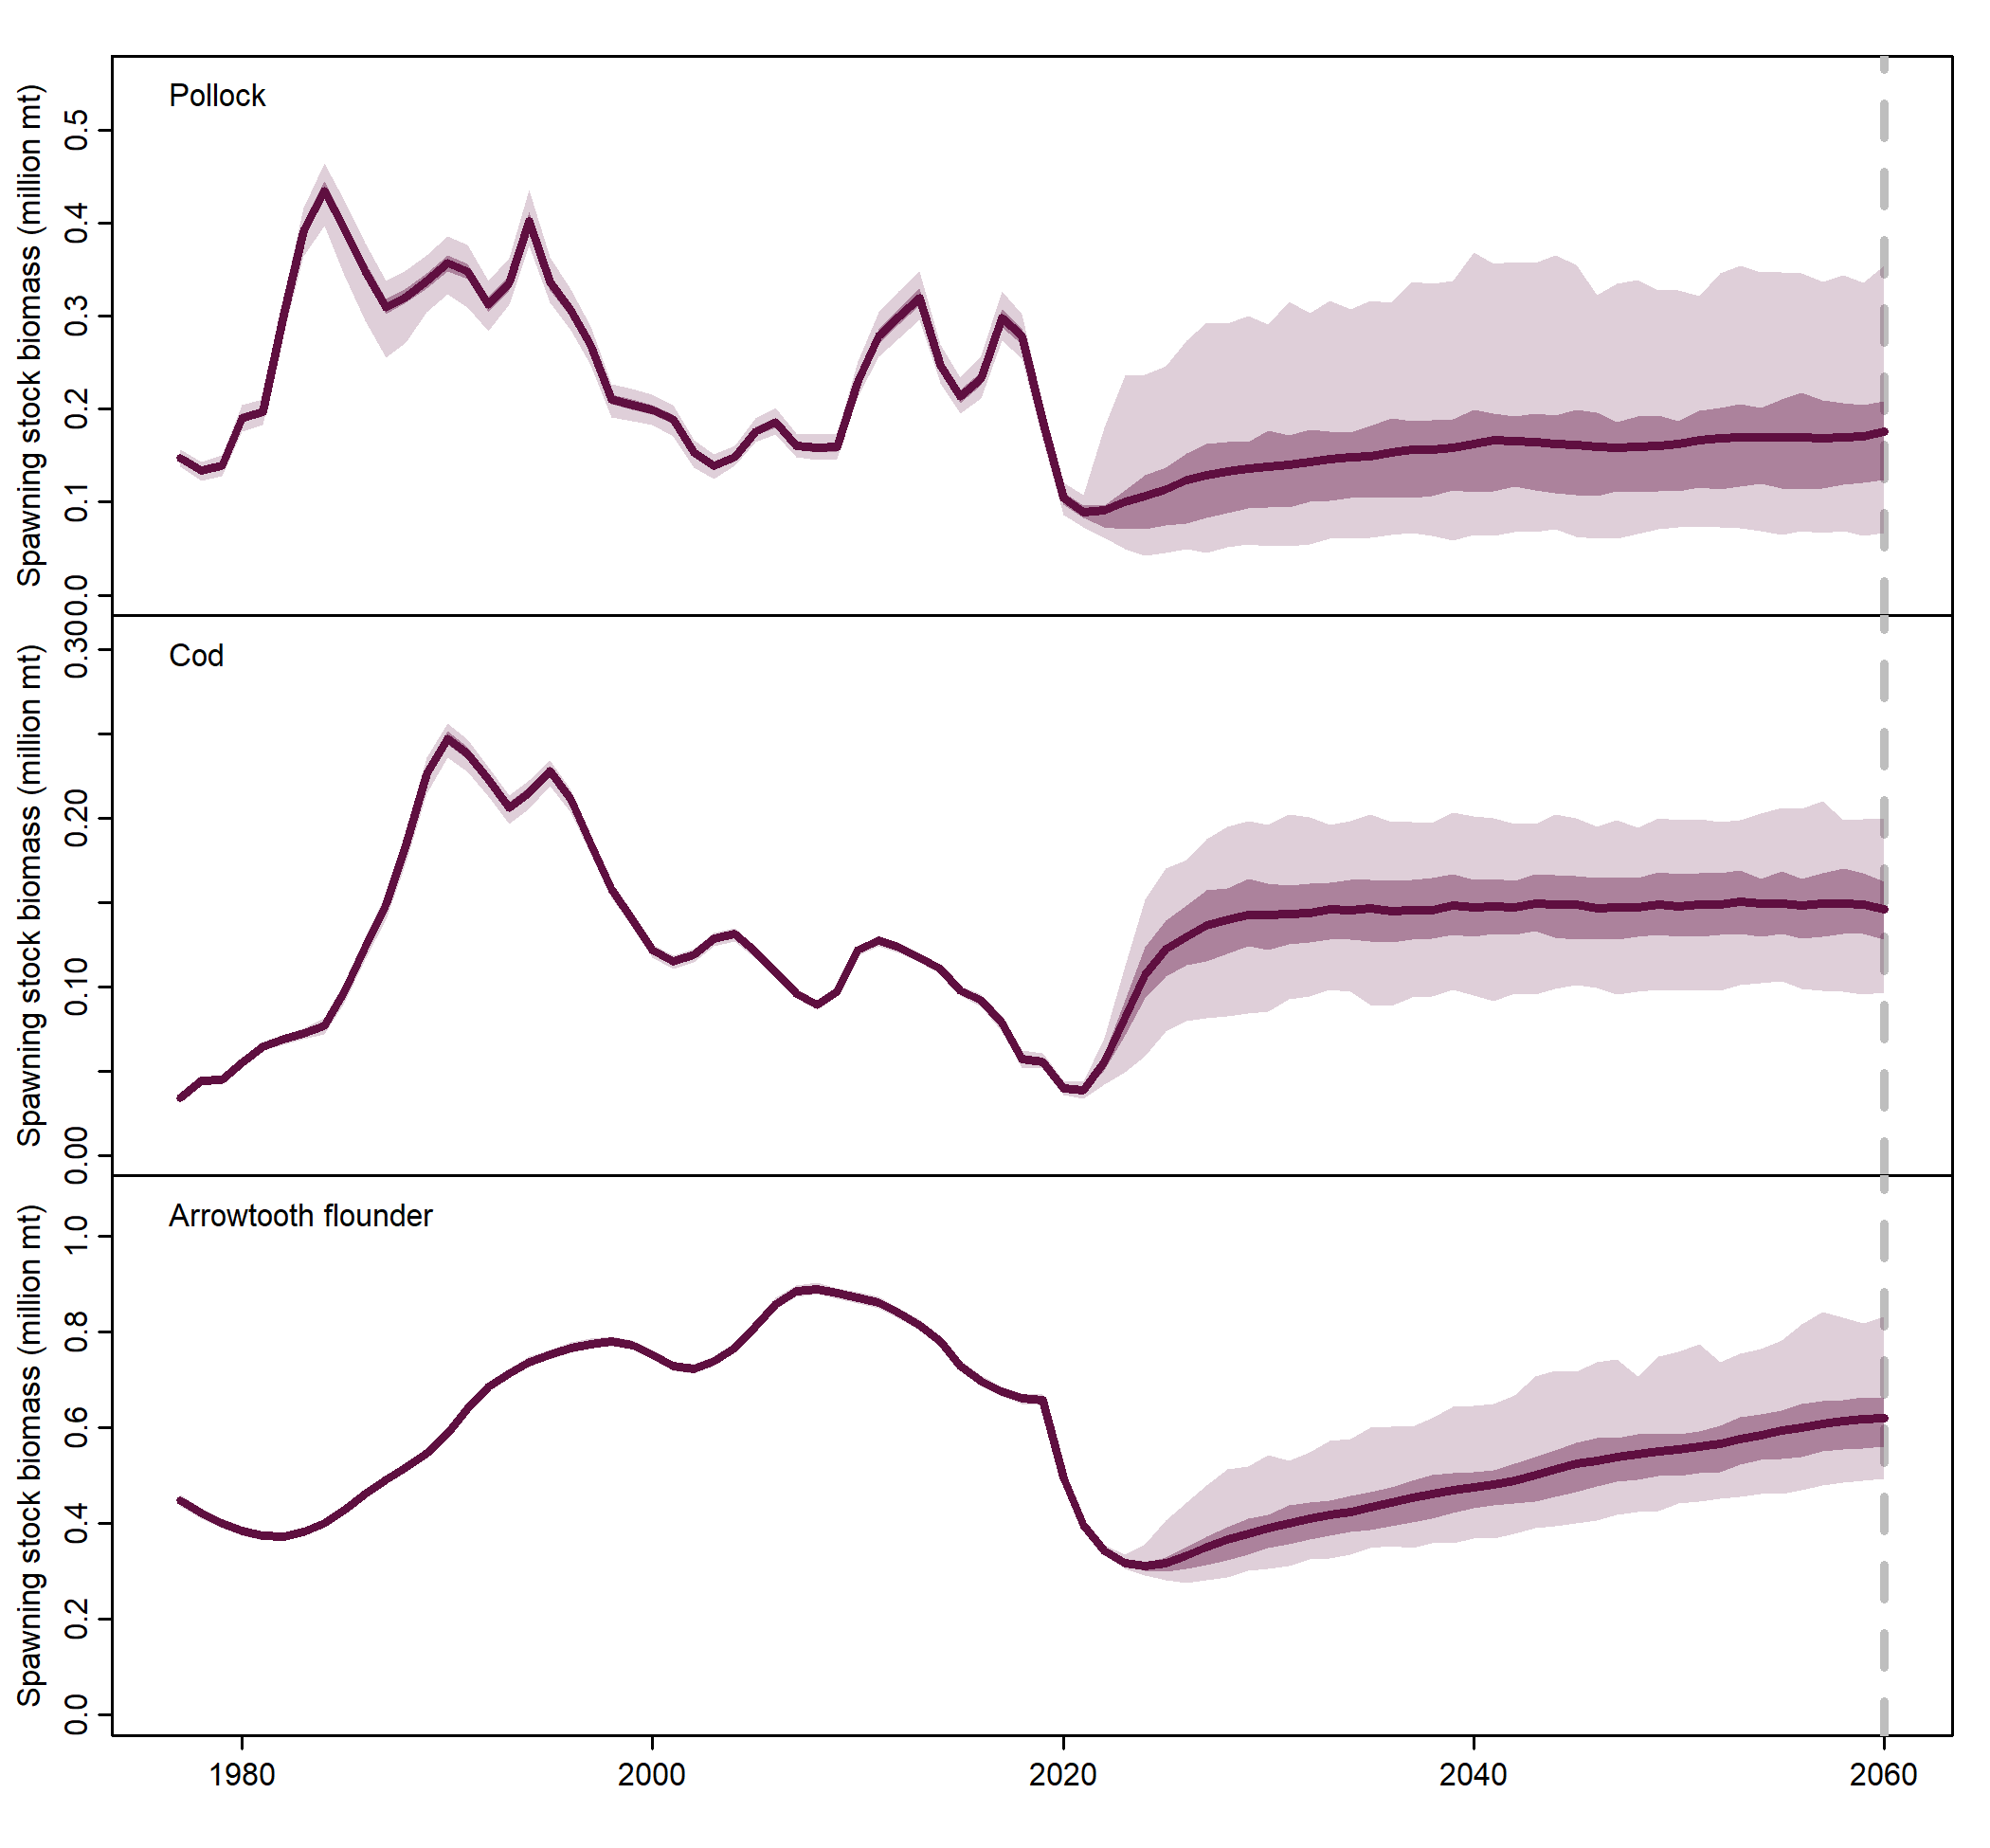 Pollock
Spawning stock biomass (million mt)
0.5
0.4
0.3
0.2
0.1
0.0
Cod
Spawning stock biomass (million mt)
0.30
0.20
0.10
0.00
Arrowtooth flounder
Spawning stock biomass (million mt)
1.0
0.8
0.6
0.4
0.2
0.0
1980 2000 2020 2040 2060